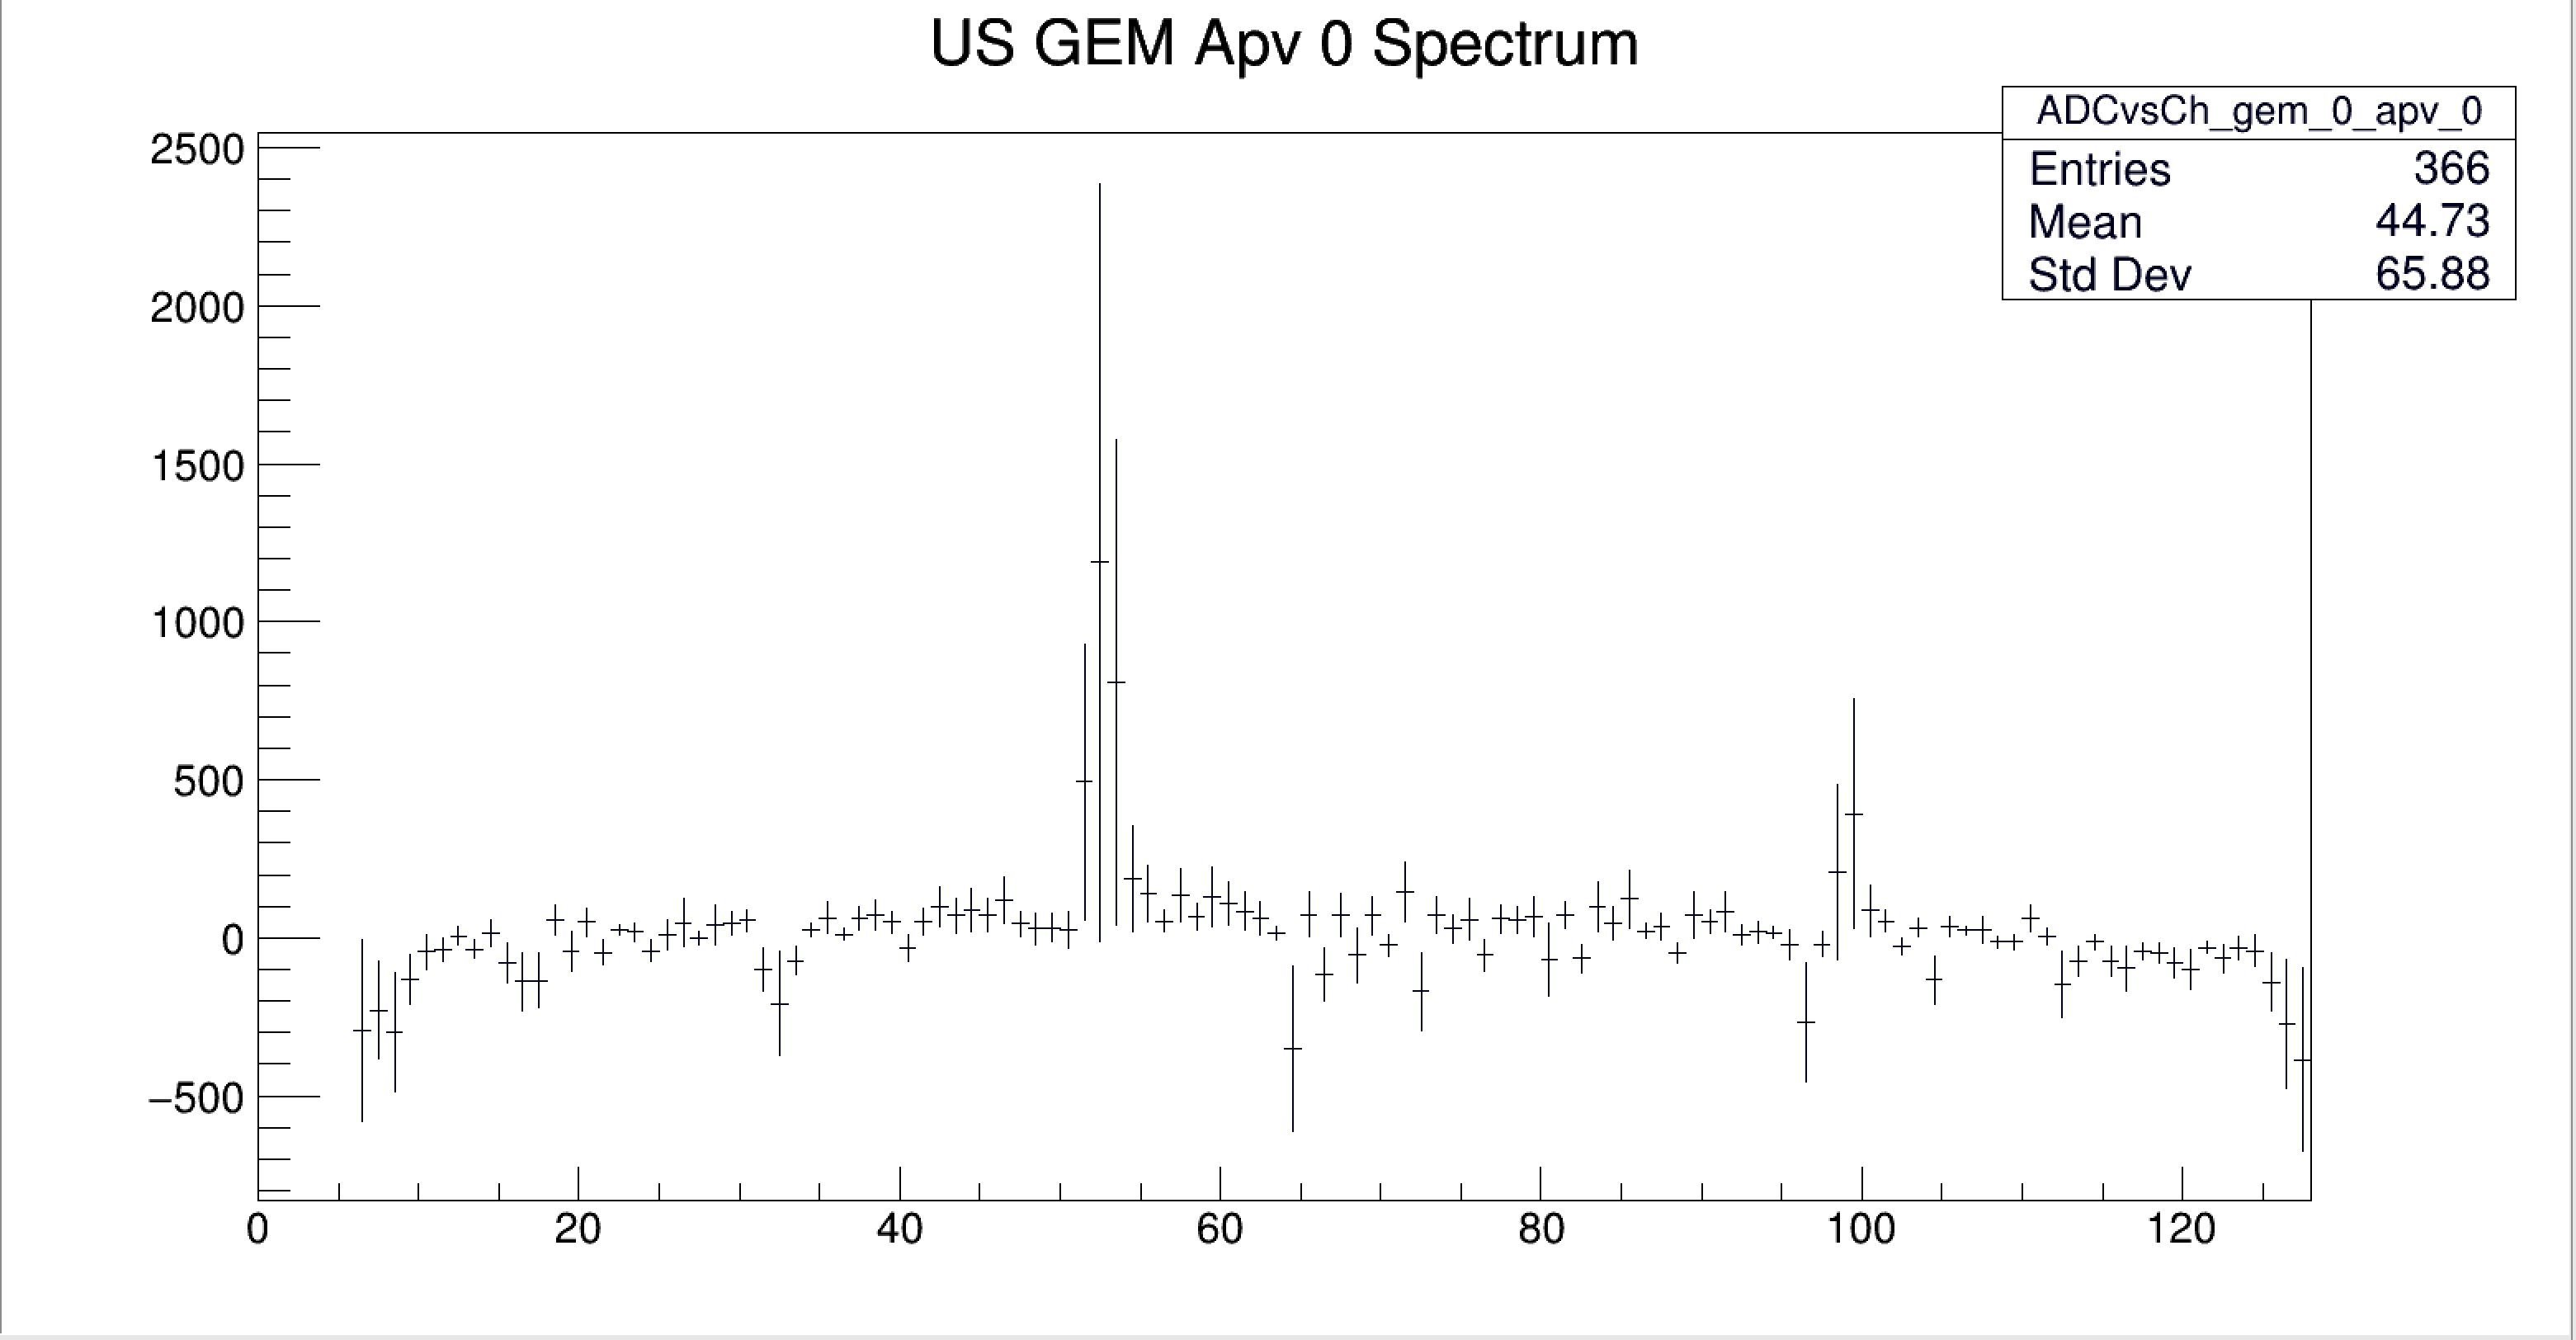 US GEM Apv 0 Spectrum
ADCvsCh_gem_0_apv_0
Entries 366
Mean 44.73
Std Dev 65.88
2500
2000
1500
1000
500
0
−500
0 20 40 60 80 100 120